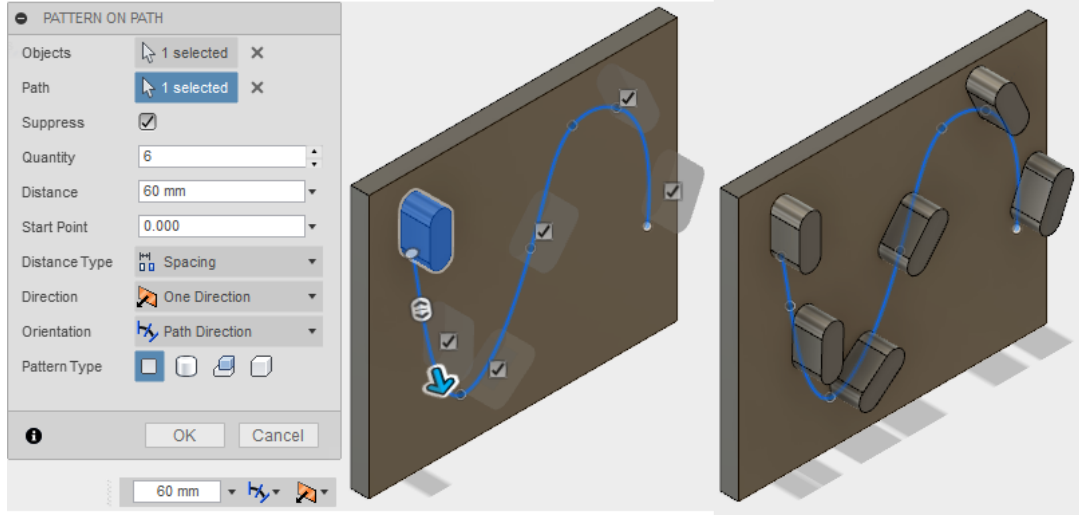 PATTERN ON PATH
Objects 1 selected
Path 1 selected
Suppress
Quantity 6
Distance 60 mm
Start Point 0.000
Distance Type Spacing
Direction One Direction
Orientation Path Direction
Pattern Type
OK Cancel
60 mm